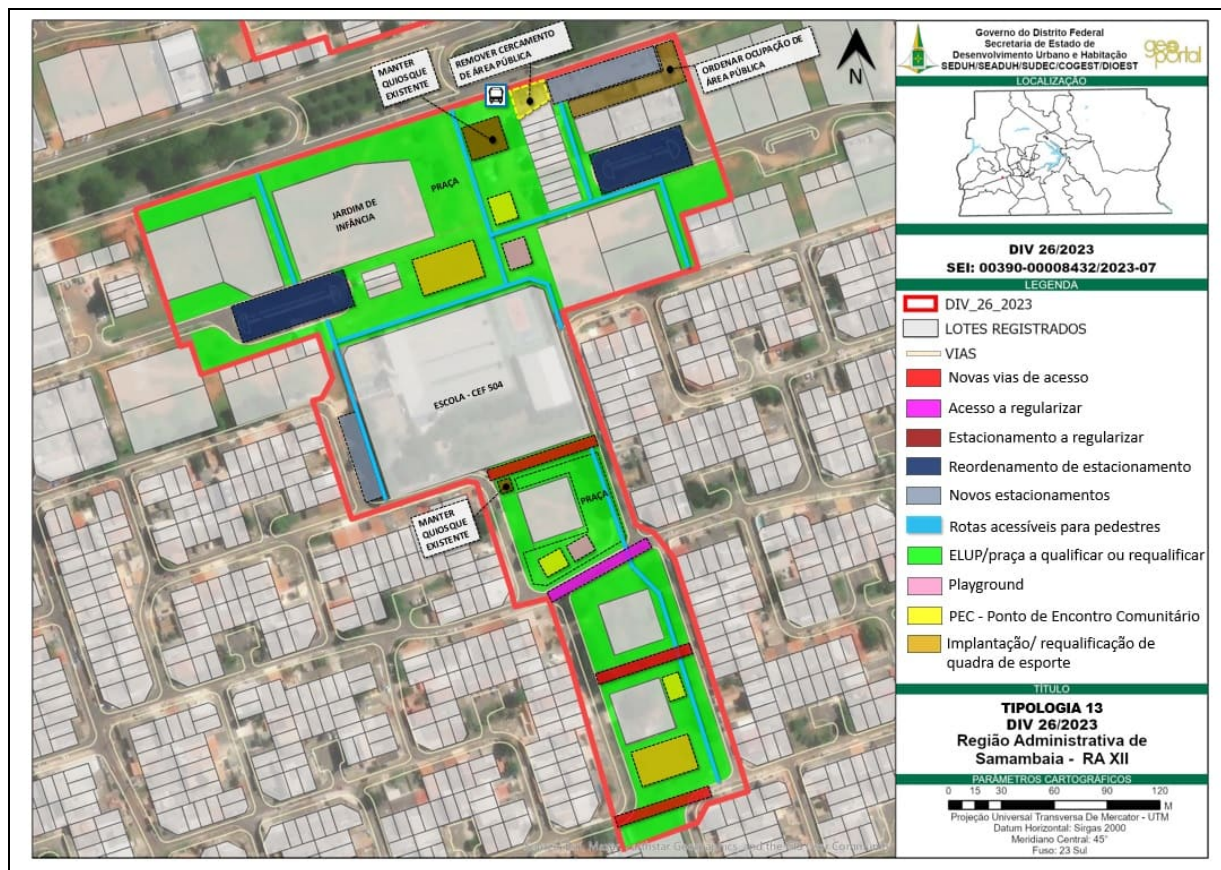 MANTER
QUIOSQUE
EXISTENTE
REMOVER CERCAMENTO
DE ÁREA PÚBLICA
ORDENAR OCUPAÇÃO DE
ÁREA PÚBLICA
N
PRAÇA
JARDIM DE
INFÂNCIA
ESCOLA - CEF 504
PRAÇA
MANTER
QUIOSQUE
EXISTENTE
Governo do Distrito Federal
Secretaria de Estado de
Desenvolvimento Urbano e Habitação
SEDUH/SEADUH/SUDEC/COGEST/DIOEST
geo
portal
LOCALIZAÇÃO
DIV 26/2023
SEI: 00390-00008432/2023-07
LEGENDA
DIV_26_2023
LOTES REGISTRADOS
VIAS
Novas vias de acesso
Acesso a regularizar
Estacionamento a regularizar
Reordenamento de estacionamento
Novos estacionamentos
Rotas acessíveis para pedestres
ELUP/praça a qualificar ou requalificar
Playground
PEC - Ponto de Encontro Comunitário
Implantação/ requalificação de
quadra de esporte
TÍTULO
TIPOLOGIA 13
DIV 26/2023
Região Administrativa de
Samambaia - RA XII
PARÂMETROS CARTOGRÁFICOS
0 15 30 60 90 120
M
Projeção Universal Transversa De Mercator - UTM
Datum Horizontal: Sirgas 2000
Meridiano Central: 45°
Fuso: 23 Sul